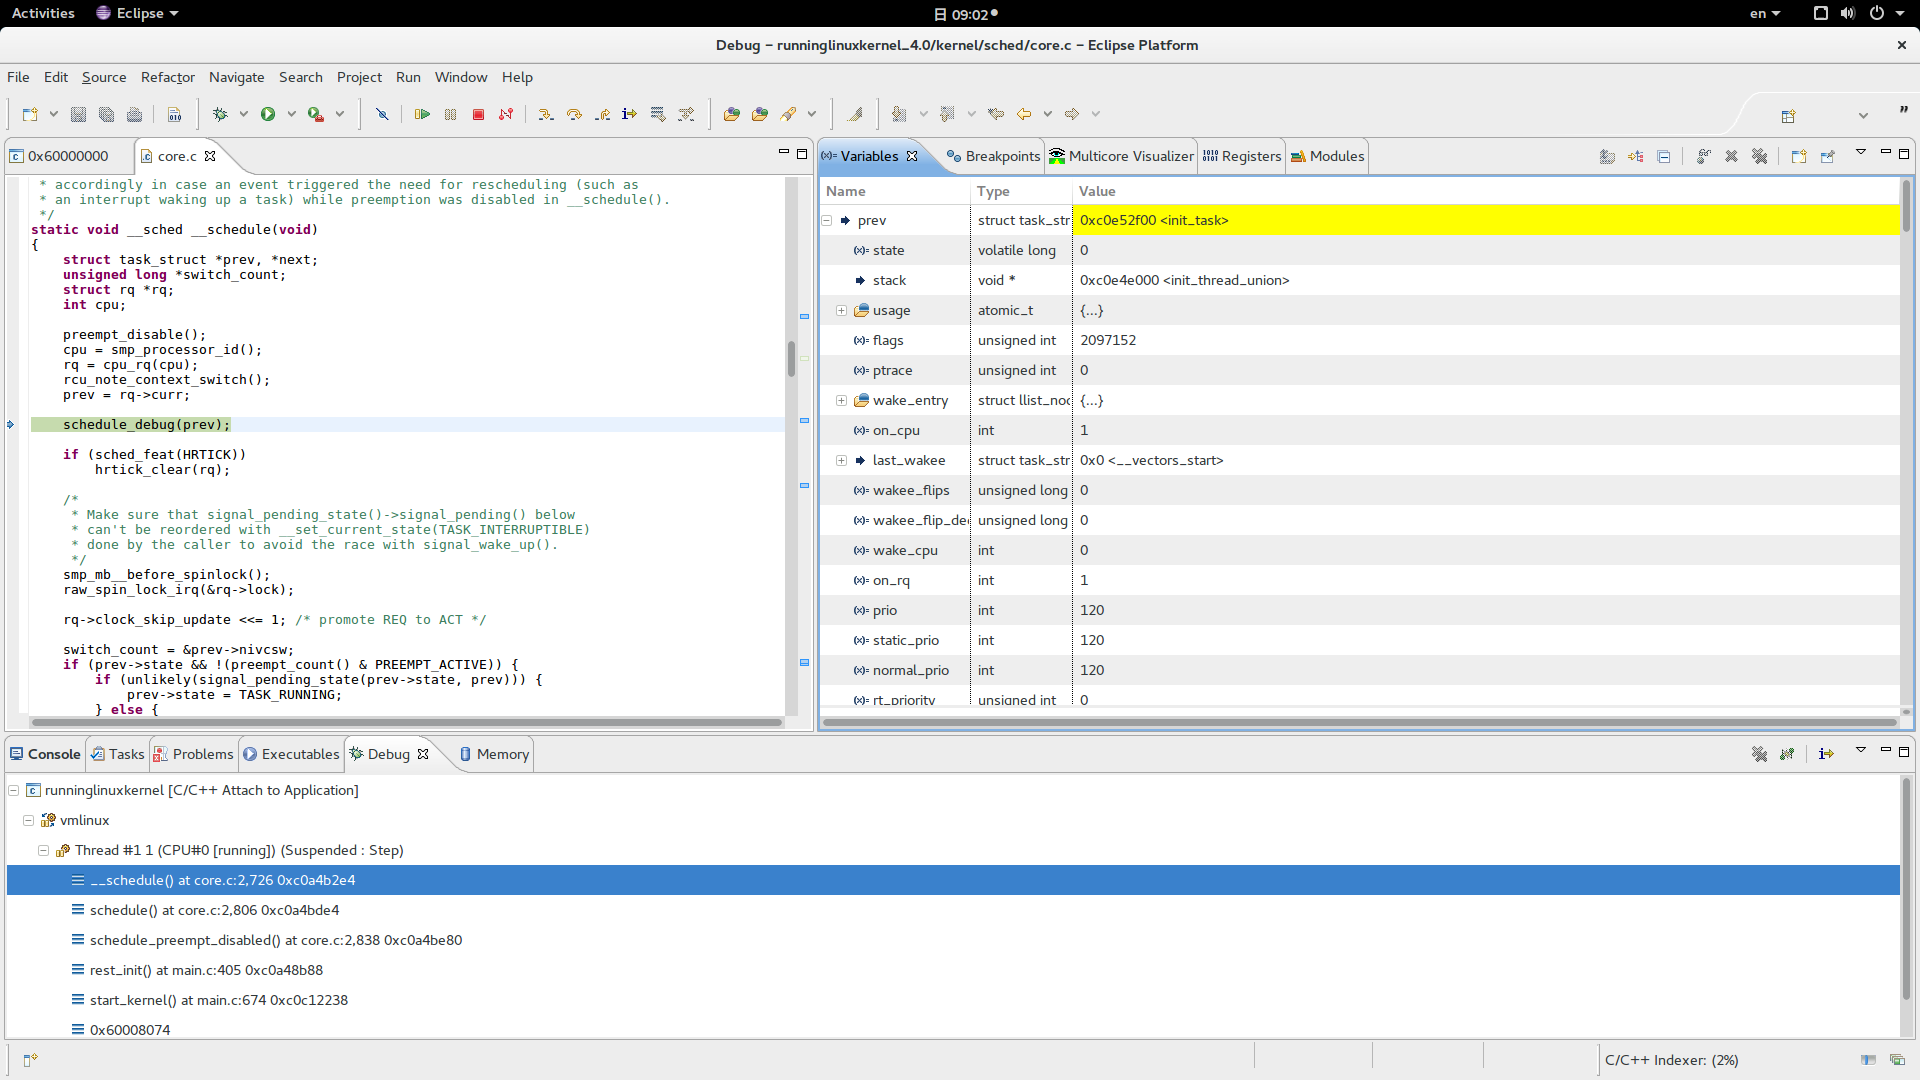 Activities Eclipse 日 09:02 en
Debug – runninglinuxkernel_4.0/kernel/sched/core.c – Eclipse Platform
File Edit Source Refactor Navigate Search Project Run Window Help
0x60000000 core.c
* accordingly in case an event triggered the need for rescheduling (such as
* an interrupt waking up a task) while preemption was disabled in __schedule().
*/
static void __sched __schedule(void)
{
struct task_struct *prev, *next;
unsigned long *switch_count;
struct rq *rq;
int cpu;
preempt_disable();
cpu = smp_processor_id();
rq = cpu_rq(cpu);
rcu_note_context_switch();
prev = rq->curr;
schedule_debug(prev);
if (sched_feat(HRTICK))
hrtick_clear(rq);
/*
* Make sure that signal_pending_state()->signal_pending() below
* can't be reordered with __set_current_state(TASK_INTERRUPTIBLE)
* done by the caller to avoid the race with signal_wake_up().
*/
smp_mb__before_spinlock();
raw_spin_lock_irq(&rq->lock);
rq->clock_skip_update <<= 1; /* promote REQ to ACT */
switch_count = &prev->nivcsw;
if (prev->state && !(preempt_count() & PREEMPT_ACTIVE)) {
if (unlikely(signal_pending_state(prev->state, prev))) {
prev->state = TASK_RUNNING;
} else {
(x)= Variables Breakpoints Multicore Visualizer Registers Modules
Name Type Value
prev struct task_str 0xc0e52f00 <init_task>
(x)= state volatile long 0
stack void * 0xc0e4e000 <init_thread_union>
usage atomic_t {...}
(x)= flags unsigned int 2097152
(x)= ptrace unsigned int 0
wake_entry struct llist_noc {...}
(x)= on_cpu int 1
last_wakee struct task_str 0x0 <__vectors_start>
(x)= wakee_flips unsigned long 0
(x)= wakee_flip_dec unsigned long 0
(x)= wake_cpu int 0
(x)= on_rq int 1
(x)= prio int 120
(x)= static_prio int 120
(x)= normal_prio int 120
(x)= rt_priority unsigned int 0
Console Tasks Problems Executables Debug Memory
runninglinuxkernel [C/C++ Attach to Application]
vmlinux
Thread #1 1 (CPU#0 [running]) (Suspended : Step)
__schedule() at core.c:2,726 0xc0a4b2e4
schedule() at core.c:2,806 0xc0a4bde4
schedule_preempt_disabled() at core.c:2,838 0xc0a4be80
rest_init() at main.c:405 0xc0a48b88
start_kernel() at main.c:674 0xc0c12238
0x60008074
C/C++ Indexer: (2%)